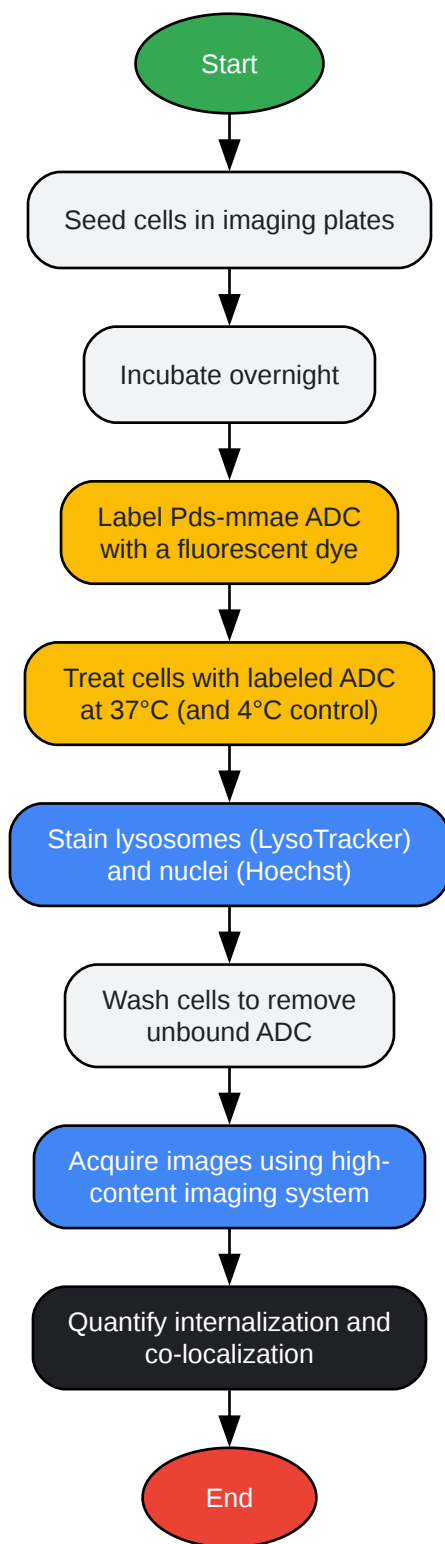 Start
Seed cells in imaging plates
Incubate overnight
Label Pds-mmae ADC
with a fluorescent dye
Treat cells with labeled ADC
at 37°C (and 4°C control)
Stain lysosomes (LysoTracker)
and nuclei (Hoechst)
Wash cells to remove
unbound ADC
Acquire images using high-
content imaging system
Quantify internalization and
co-localization
End